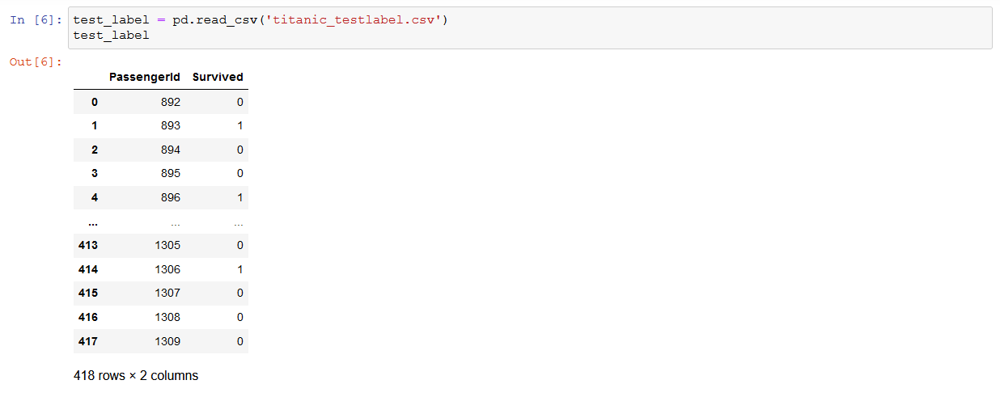 In [6]: test_label = pd.read_csv('titanic_testlabel.csv')
test_label
Out[6]:
PassengerId Survived
0 892 0
1 893 1
2 894 0
3 895 0
4 896 1
... ... ...
413 1305 0
414 1306 1
415 1307 0
416 1308 0
417 1309 0
418 rows × 2 columns